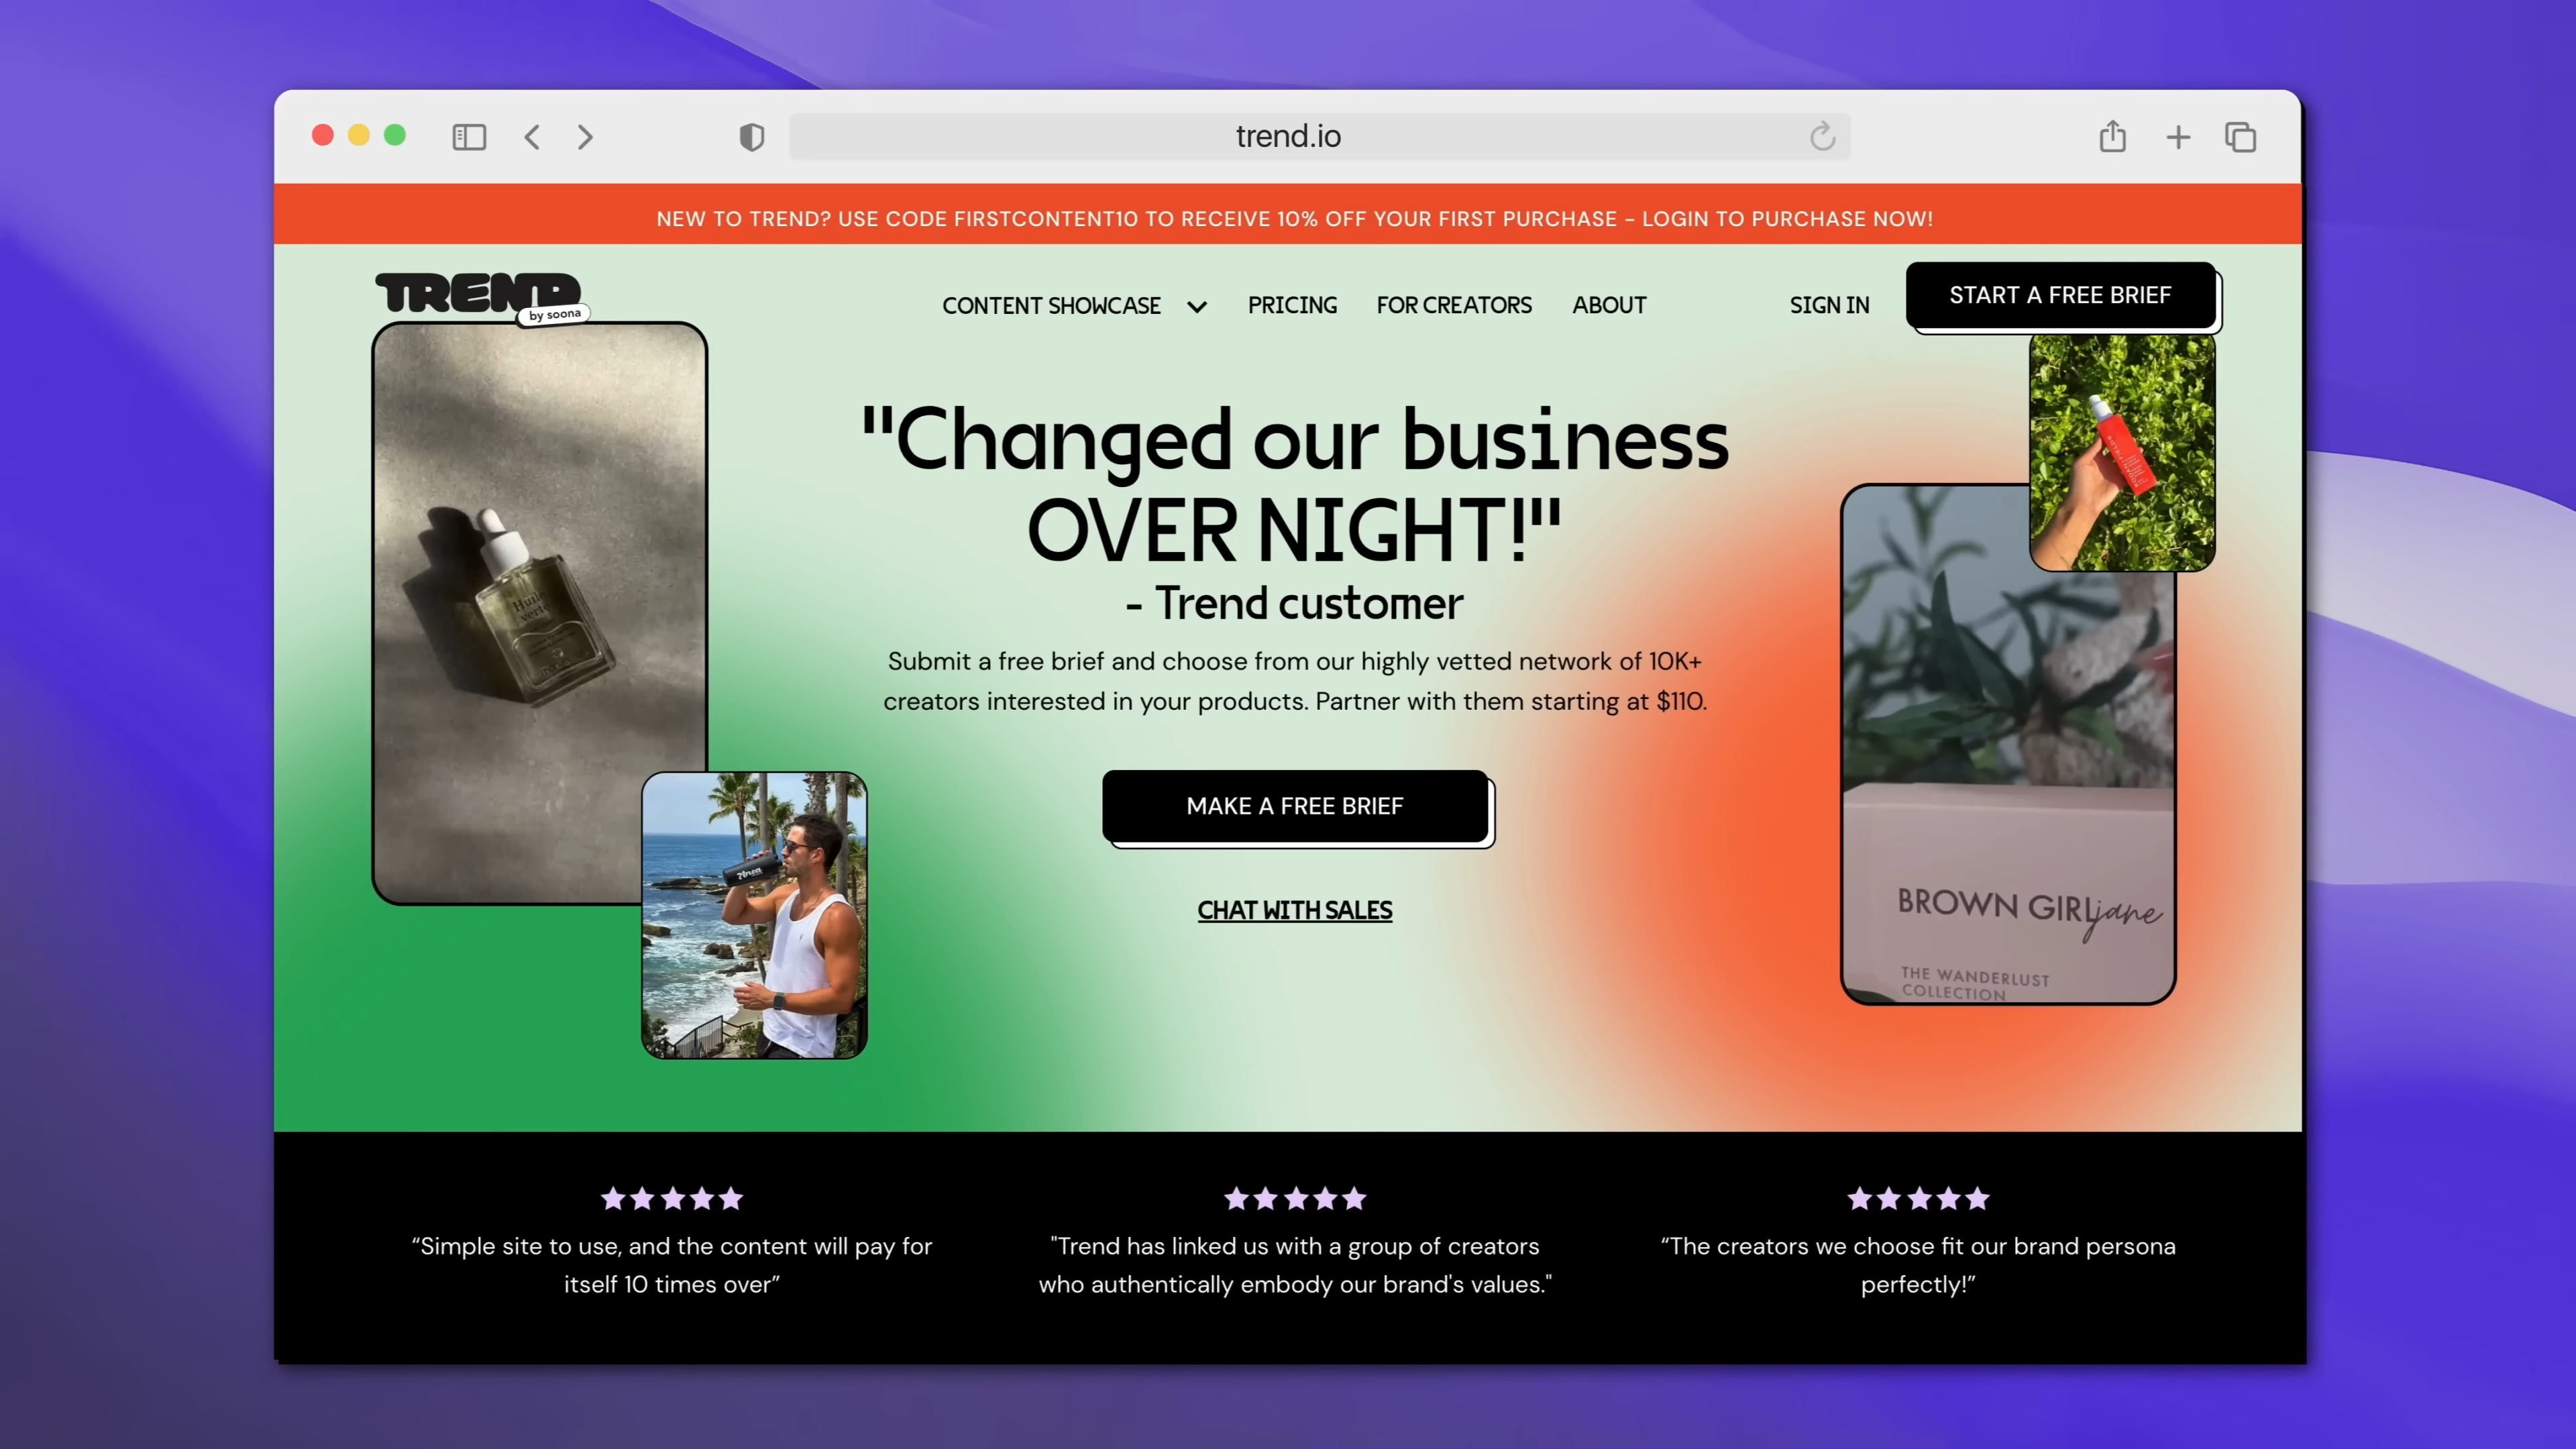 trend.io
NEW TO TREND? USE CODE FIRSTCONTENT10 TO RECEIVE 10% OFF YOUR FIRST PURCHASE - LOGIN TO PURCHASE NOW!
TREND
by soona
CONTENT SHOWCASE
PRICING
FOR CREATORS
ABOUT
SIGN IN
START A FREE BRIEF
"Changed our business
OVER NIGHT!"
- Trend customer
Submit a free brief and choose from our highly vetted network of 10K+
creators interested in your products. Partner with them starting at $110.
MAKE A FREE BRIEF
CHAT WITH SALES
Huile
verte
BROWN GIRL jane
THE WANDERLUST
COLLECTION
“Simple site to use, and the content will pay for
itself 10 times over”
"Trend has linked us with a group of creators
who authentically embody our brand's values."
“The creators we choose fit our brand persona
perfectly!”